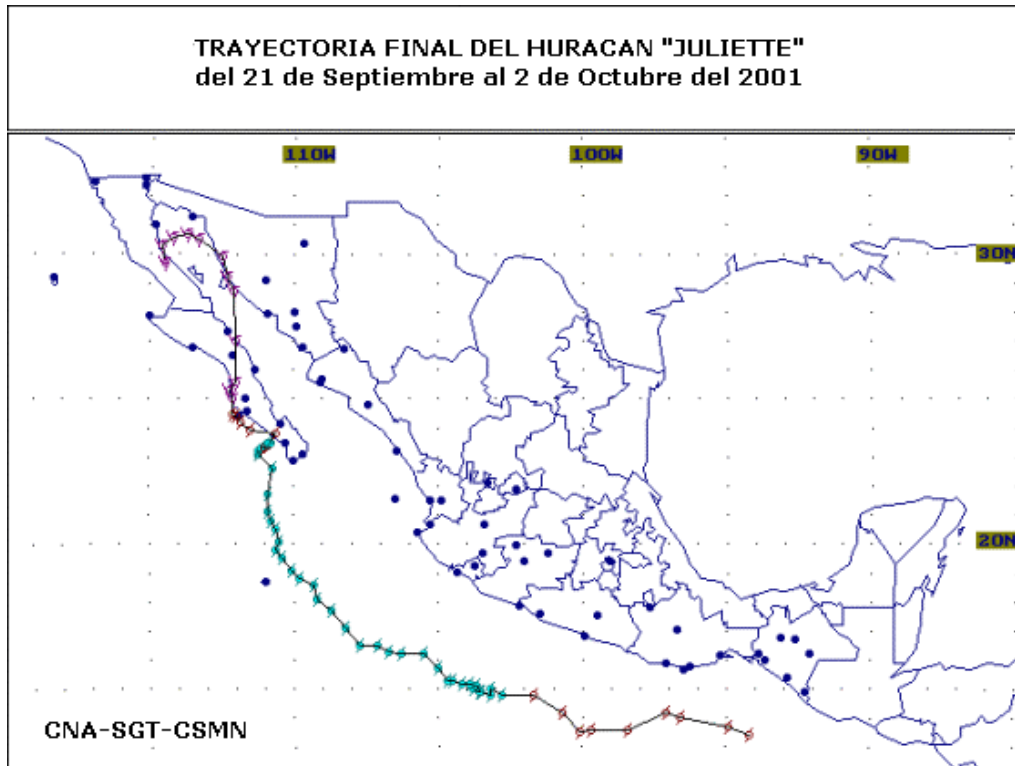 TRAYECTORIA FINAL DEL HURACAN "JULIETTE"
del 21 de Septiembre al 2 de Octubre del 2001
110W 100W 90W
30N
20N
CNA-SGT-CSMN